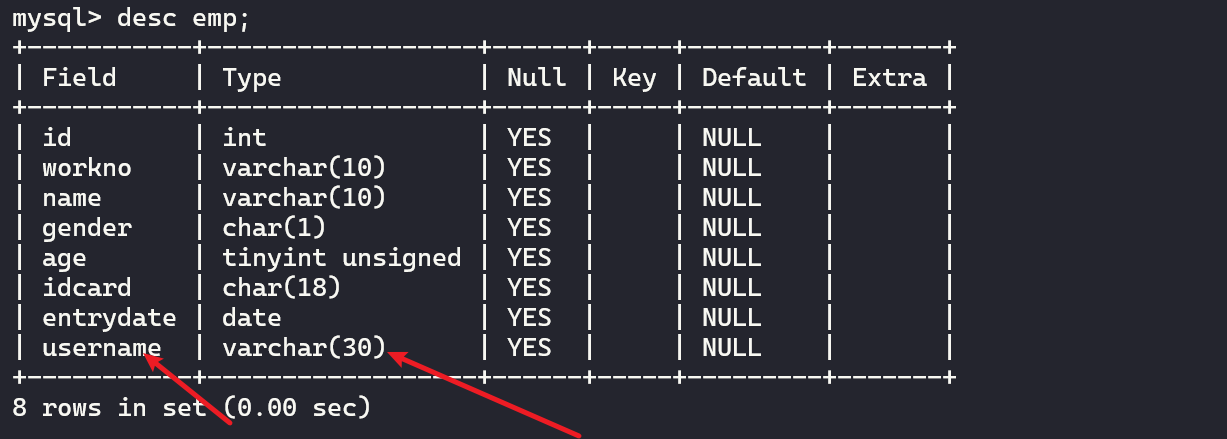 mysql> desc emp;
+-----------+------------------+------+-----+---------+-------+
| Field     | Type             | Null | Key | Default | Extra |
+-----------+------------------+------+-----+---------+-------+
| id        | int              | YES  |     | NULL    |       |
| workno    | varchar(10)      | YES  |     | NULL    |       |
| name      | varchar(10)      | YES  |     | NULL    |       |
| gender    | char(1)          | YES  |     | NULL    |       |
| age       | tinyint unsigned | YES  |     | NULL    |       |
| idcard    | char(18)         | YES  |     | NULL    |       |
| entrydate | date             | YES  |     | NULL    |       |
| username  | varchar(30)      | YES  |     | NULL    |       |
+-----------+------------------+------+-----+---------+-------+
8 rows in set (0.00 sec)